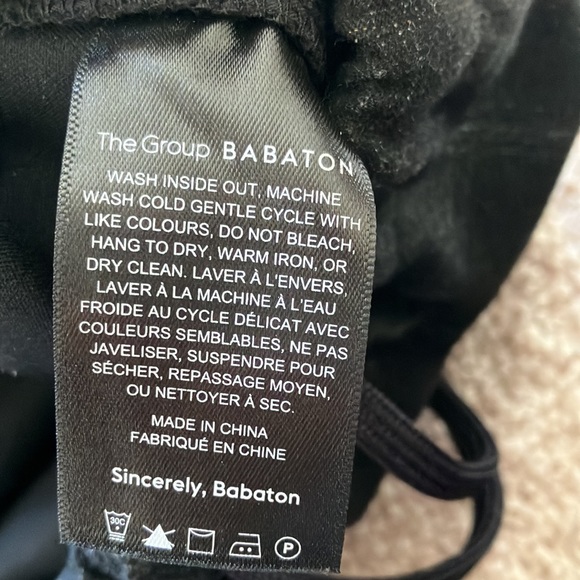 The Group BABATON
WASH INSIDE OUT, MACHINE
WASH COLD GENTLE CYCLE WITH
LIKE COLOURS, DO NOT BLEACH,
HANG TO DRY, WARM IRON, OR
DRY CLEAN. LAVER À L'ENVERS,
LAVER À LA MACHINE À L'EAU
FROIDE AU CYCLE DÉLICAT AVEC
COULEURS SEMBLABLES, NE PAS
JAVELISER, SUSPENDRE POUR
SÉCHER, REPASSAGE MOYEN,
OU NETTOYER À SEC.
MADE IN CHINA
FABRIQUÉ EN CHINE
Sincerely, Babaton
30C P